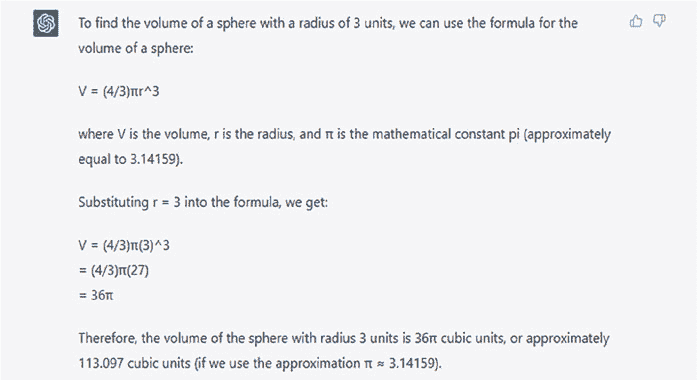 To find the volume of a sphere with a radius of 3 units, we can use the formula for the
volume of a sphere:
V = (4/3)πr^3
where V is the volume, r is the radius, and π is the mathematical constant pi (approximately
equal to 3.14159).
Substituting r = 3 into the formula, we get:
V = (4/3)π(3)^3
= (4/3)π(27)
= 36π
Therefore, the volume of the sphere with radius 3 units is 36π cubic units, or approximately
113.097 cubic units (if we use the approximation π ≈ 3.14159).